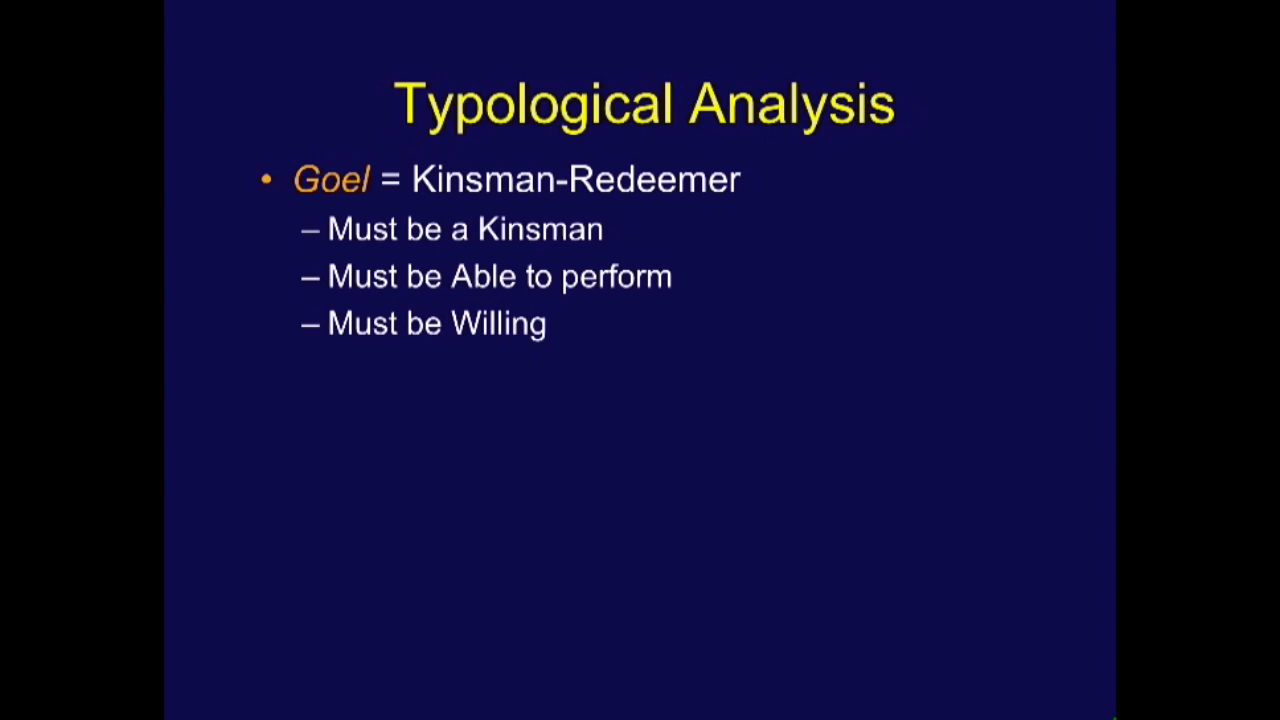 Typological Analysis
• Goel = Kinsman-Redeemer
– Must be a Kinsman
– Must be Able to perform
– Must be Willing